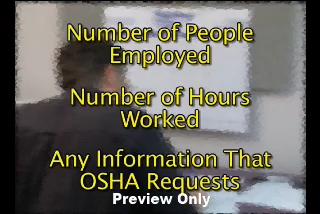 Number of People
Employed
Number of Hours
Worked
Any Information That
OSHA Requests
Preview Only